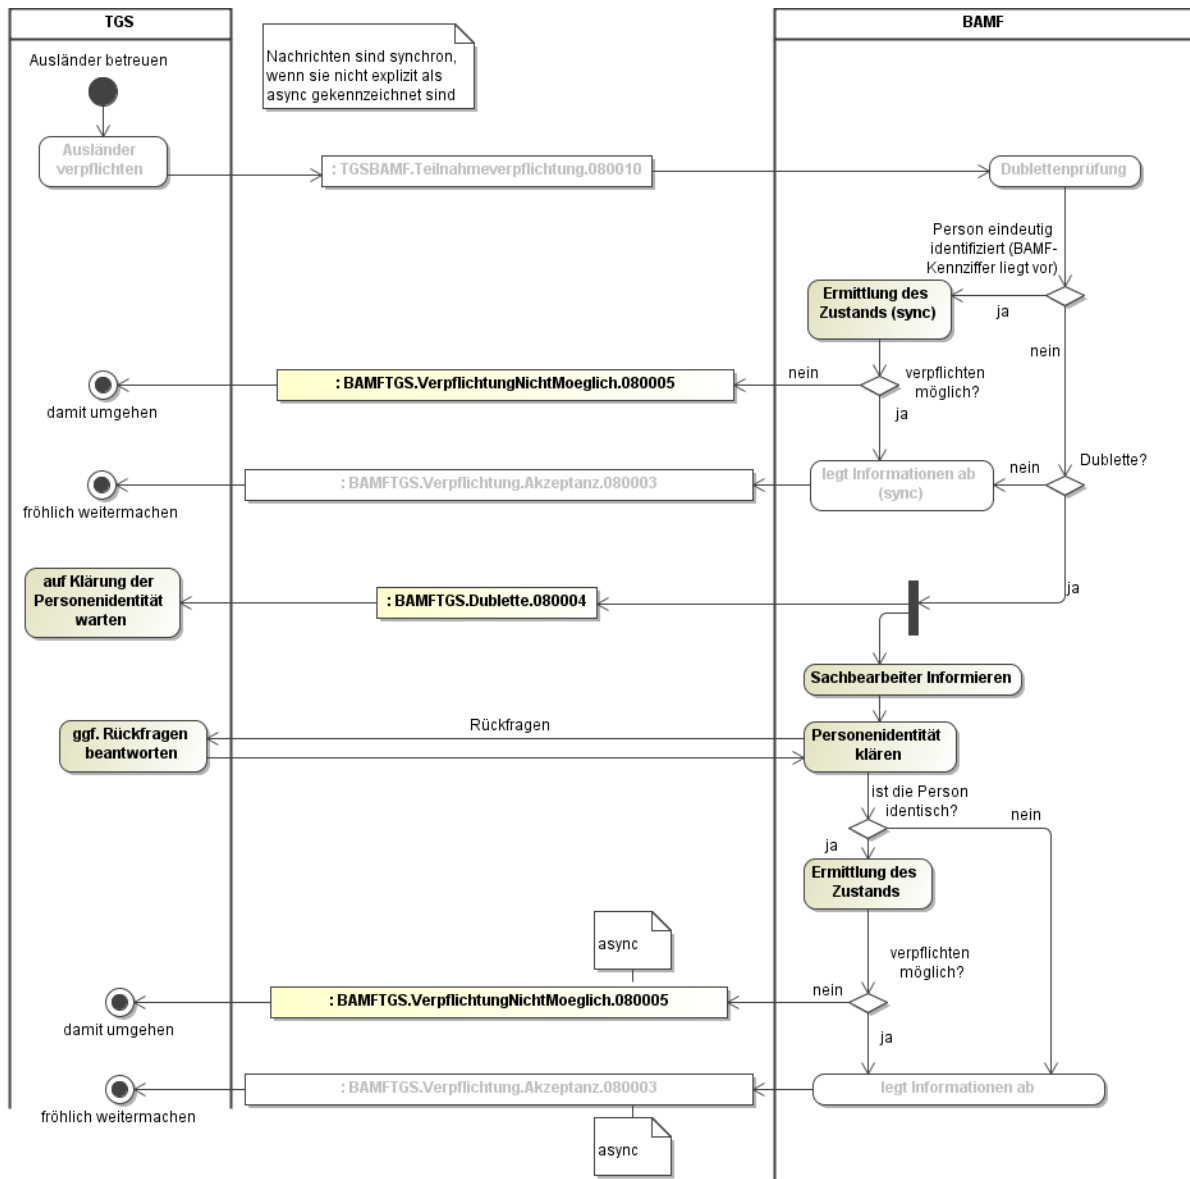 TGS
BAMF
Ausländer betreuen
Nachrichten sind synchron,
wenn sie nicht explizit als
async gekennzeichnet sind
Ausländer
verpflichten
: TGSBAMF.Teilnahmeverpflichtung.080010
Dublettenprüfung
Person eindeutig
identifiziert (BAMF-
Kennziffer liegt vor)
Ermittlung des
Zustands (sync)
ja
nein
: BAMFTGS.VerpflichtungNichtMoeglich.080005
nein
verpflichten
möglich?
damit umgehen
ja
legt Informationen ab
(sync)
nein
Dublette?
: BAMFTGS.Verpflichtung.Akzeptanz.080003
fröhlich weitermachen
auf Klärung der
Personenidentität
warten
: BAMFTGS.Dublette.080004
ja
Sachbearbeiter Informieren
ggf. Rückfragen
beantworten
Rückfragen
Personenidentität
klären
ist die Person
identisch?
nein
ja
Ermittlung des
Zustands
async
verpflichten
möglich?
nein
: BAMFTGS.VerpflichtungNichtMoeglich.080005
damit umgehen
ja
: BAMFTGS.Verpflichtung.Akzeptanz.080003
legt Informationen ab
fröhlich weitermachen
async